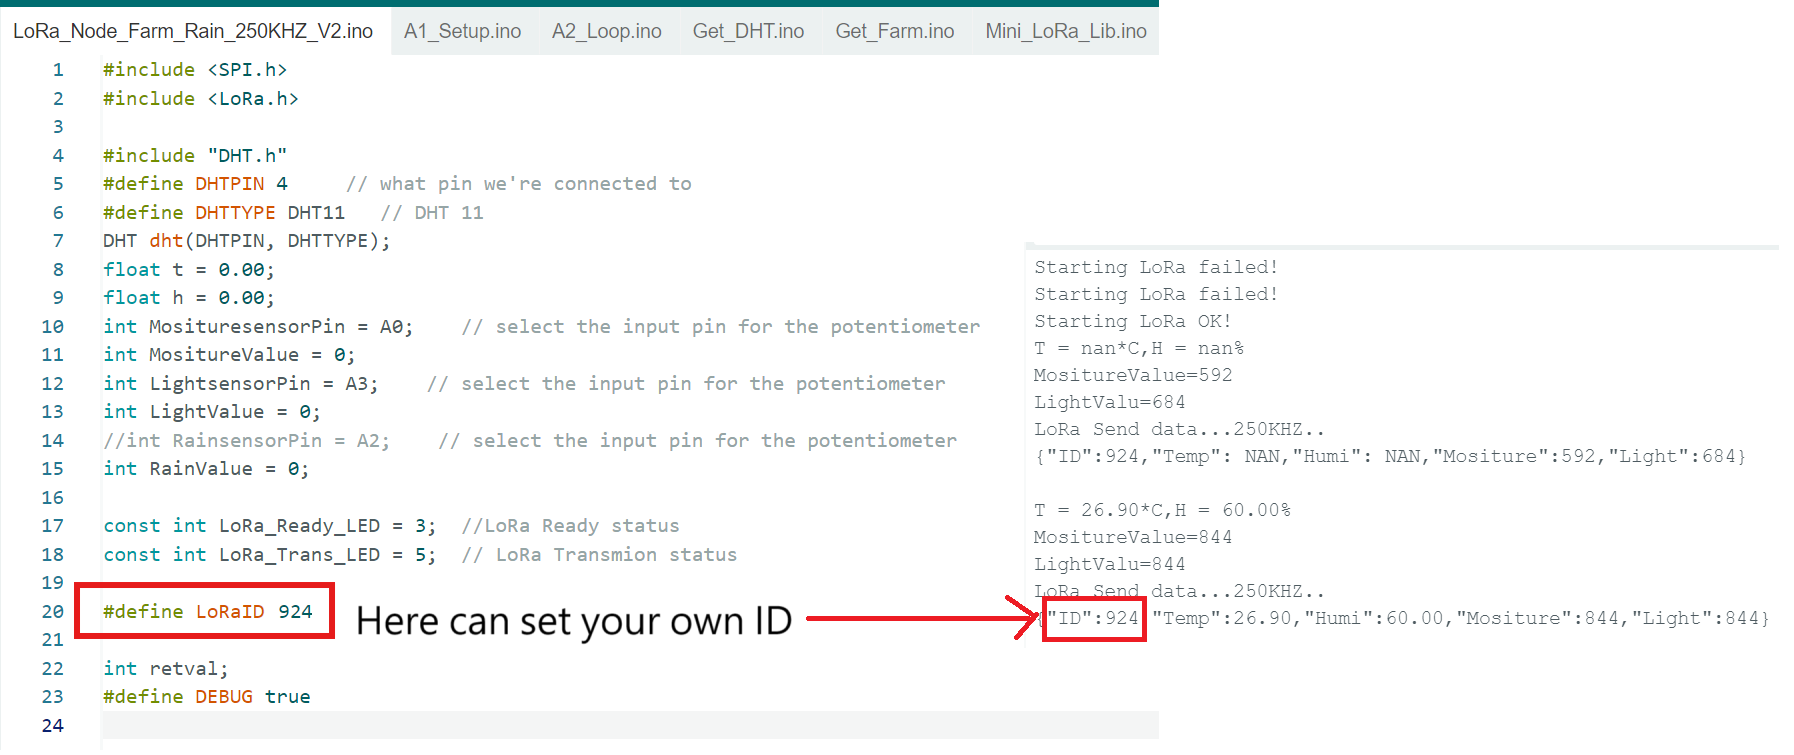 LoRa_Node_Farm_Rain_250KHZ_V2.ino A1_Setup.ino A2_Loop.ino Get_DHT.ino Get_Farm.ino Mini_LoRa_Lib.ino
1 #include <SPI.h>
2 #include <LoRa.h>
3
4 #include "DHT.h"
5 #define DHTPIN 4     // what pin we're connected to
6 #define DHTTYPE DHT11   // DHT 11
7 DHT dht(DHTPIN, DHTTYPE);
8 float t = 0.00;
9 float h = 0.00;
10 int MosituresensorPin = A0;    // select the input pin for the potentiometer
11 int MositureValue = 0;
12 int LightsensorPin = A3;    // select the input pin for the potentiometer
13 int LightValue = 0;
14 //int RainsensorPin = A2;    // select the input pin for the potentiometer
15 int RainValue = 0;
16
17 const int LoRa_Ready_LED = 3;  //LoRa Ready status
18 const int LoRa_Trans_LED = 5;  // LoRa Transmion status
19
20 #define LoRaID 924
21
22 int retval;
23 #define DEBUG true
24
Here can set your own ID
Starting LoRa failed!
Starting LoRa failed!
Starting LoRa OK!
T = nan*C,H = nan%
MositureValue=592
LightValu=684
LoRa Send data...250KHZ..
{"ID":924,"Temp": NAN,"Humi": NAN,"Mositure":592,"Light":684}
T = 26.90*C,H = 60.00%
MositureValue=844
LightValu=844
LoRa Send data...250KHZ..
{"ID":924,"Temp":26.90,"Humi":60.00,"Mositure":844,"Light":844}